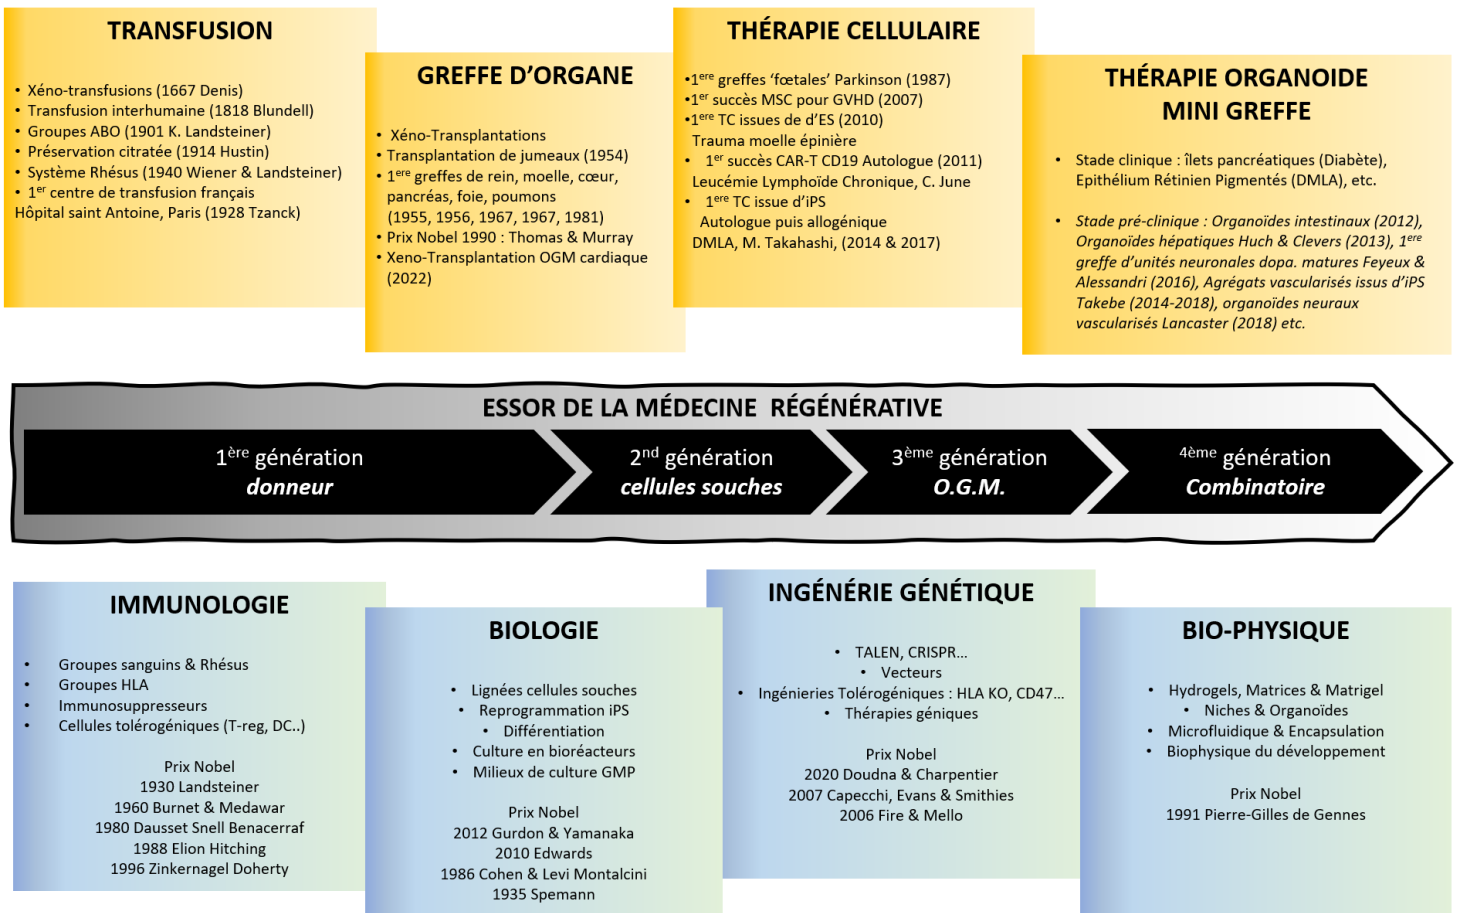 TRANSFUSION
• Xéno-transfusions (1667 Denis)
• Transfusion interhumaine (1818 Blundell)
• Groupes ABO (1901 K. Landsteiner)
• Préservation citratée (1914 Hustin)
• Système Rhésus (1940 Wiener & Landsteiner)
• 1er centre de transfusion français
Hôpital saint Antoine, Paris (1928 Tzanck)
GREFFE D'ORGANE
• Xéno-Transplantations
• Transplantation de jumeaux (1954)
• 1ere greffes de rein, moelle, cœur,
pancréas, foie, poumons
(1955, 1956, 1967, 1967, 1981)
• Prix Nobel 1990 : Thomas & Murray
• Xeno-Transplantation OGM cardiaque
(2022)
THÉRAPIE CELLULAIRE
•1ere greffes 'fœtales' Parkinson (1987)
•1er succès MSC pour GVHD (2007)
•1ere TC issues de d'ES (2010)
Trauma moelle épinière
• 1er succès CAR-T CD19 Autologue (2011)
Leucémie Lymphoïde Chronique, C. June
• 1ere TC issue d'iPS
Autologue puis allogénique
DMLA, M. Takahashi, (2014 & 2017)
THÉRAPIE ORGANOIDE
MINI GREFFE
• Stade clinique : îlets pancréatiques (Diabète),
Epithélium Rétinien Pigmentés (DMLA), etc.
• Stade pré-clinique : Organoïdes intestinaux (2012),
Organoïdes hépatiques Huch & Clevers (2013), 1ere
greffe d'unités neuronales dopa. matures Feyeux &
Alessandri (2016), Agrégats vascularisés issus d'iPS
Takebe (2014-2018), organoïdes neuraux
vascularisés Lancaster (2018) etc.
ESSOR DE LA MÉDECINE RÉGÉNÉRATIVE
1ère génération
donneur
2nd génération
cellules souches
3ème génération
O.G.M.
4ème génération
Combinatoire
IMMUNOLOGIE
• Groupes sanguins & Rhésus
• Groupes HLA
• Immunosuppresseurs
• Cellules tolérogéniques (T-reg, DC..)
Prix Nobel
1930 Landsteiner
1960 Burnet & Medawar
1980 Dausset Snell Benacerraf
1988 Elion Hitching
1996 Zinkernagel Doherty
BIOLOGIE
• Lignées cellules souches
• Reprogrammation iPS
• Différentiation
• Culture en bioréacteurs
• Milieux de culture GMP
Prix Nobel
2012 Gurdon & Yamanaka
2010 Edwards
1986 Cohen & Levi Montalcini
1935 Spemann
INGÉNÉRIE GÉNÉTIQUE
• TALEN, CRISPR…
• Vecteurs
• Ingénieries Tolérogéniques : HLA KO, CD47…
• Thérapies géniques
Prix Nobel
2020 Doudna & Charpentier
2007 Capecchi, Evans & Smithies
2006 Fire & Mello
BIO-PHYSIQUE
• Hydrogels, Matrices & Matrigel
• Niches & Organoïdes
• Microfluidique & Encapsulation
• Biophysique du développement
Prix Nobel
1991 Pierre-Gilles de Gennes